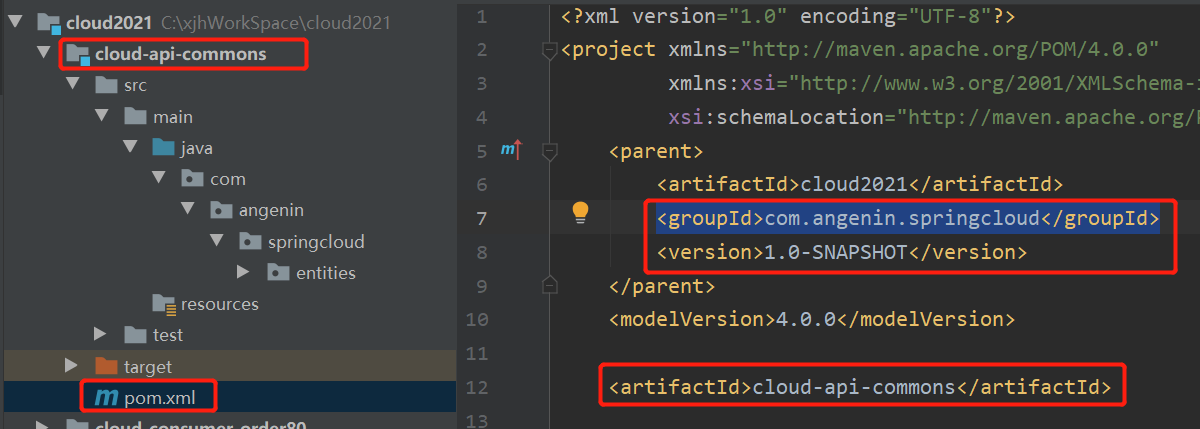 cloud2021 C:\xjhWorkSpace\cloud2021
cloud-api-commons
src
main
java
com
angenin
springcloud
entities
resources
test
target
pom.xml
1 <?xml version="1.0" encoding="UTF-8"?>
2 <project xmlns="http://maven.apache.org/POM/4.0.0"
3 xmlns:xsi="http://www.w3.org/2001/XMLSchema-
4 xsi:schemaLocation="http://maven.apache.org/
5 <parent>
6 <artifactId>cloud2021</artifactId>
7 <groupId>com.angenin.springcloud</groupId>
8 <version>1.0-SNAPSHOT</version>
9 </parent>
10 <modelVersion>4.0.0</modelVersion>
11
12 <artifactId>cloud-api-commons</artifactId>
13